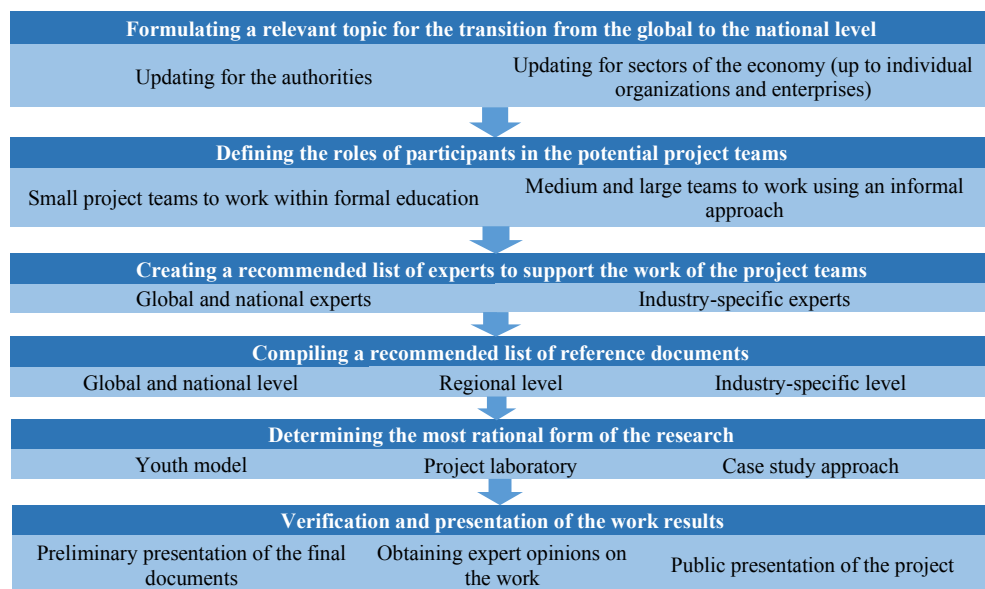 Formulating a relevant topic for the transition from the global to the national level
Updating for the authorities
Updating for sectors of the economy (up to individual
organizations and enterprises)
Defining the roles of participants in the potential project teams
Small project teams to work within formal education
Medium and large teams to work using an informal
approach
Creating a recommended list of experts to support the work of the project teams
Global and national experts
Industry-specific experts
Compiling a recommended list of reference documents
Global and national level
Regional level
Industry-specific level
Determining the most rational form of the research
Youth model
Project laboratory
Case study approach
Verification and presentation of the work results
Preliminary presentation of the final
documents
Obtaining expert opinions on
the work
Public presentation of the project